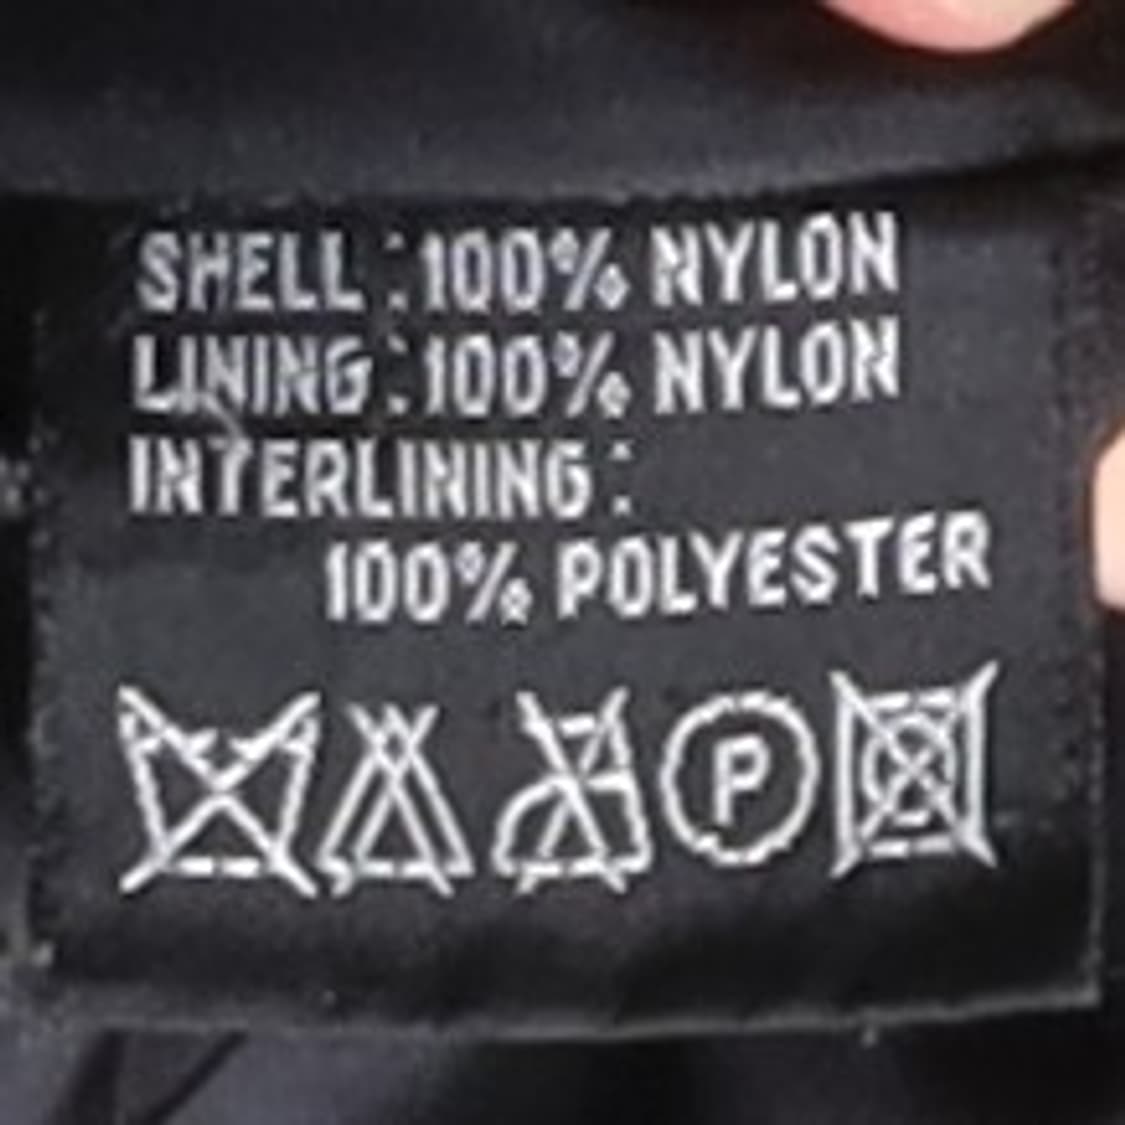 SHELL :100% NYLON
LINING :100% NYLON
INTERLINING :
100% POLYESTER
P